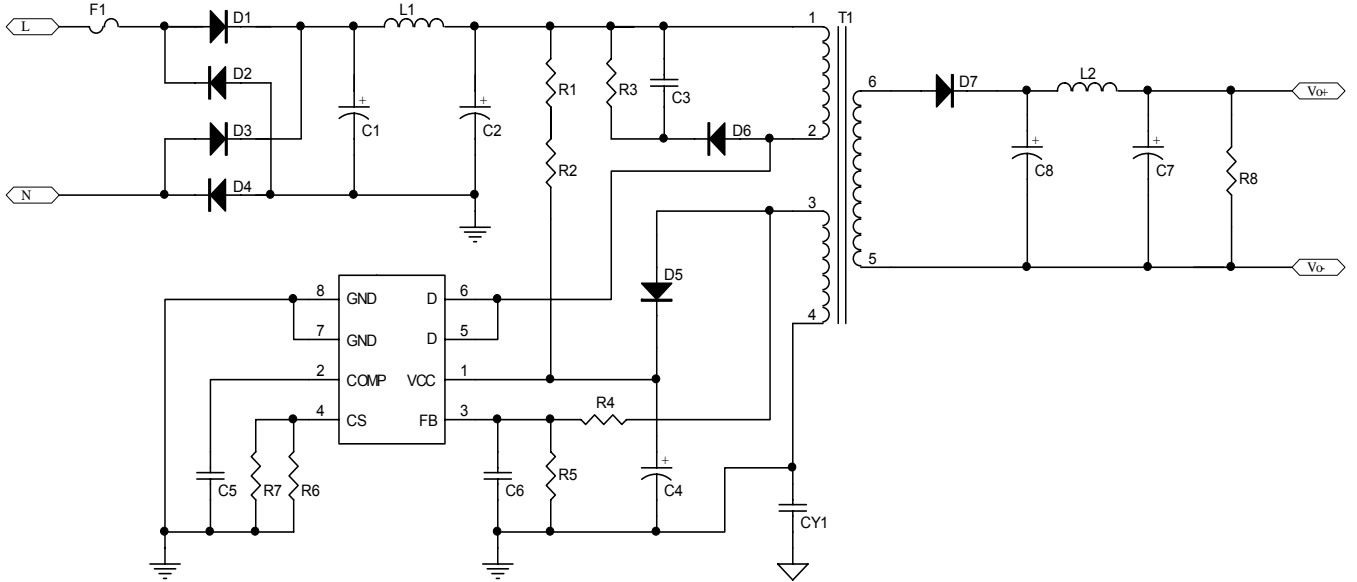 F1
L
D1
L1
1
T1
D2
R1
R3
C3
6
D7
L2
Vo+
C1
C2
D3
D6
2
C8
C7
R8
R2
N
D4
3
5
Vo-
D5
8 GND D 6
7 GND D 5
4
2 COMP VCC 1
R4
4 CS FB 3
C5
R7
R6
C6
R5
C4
CY1